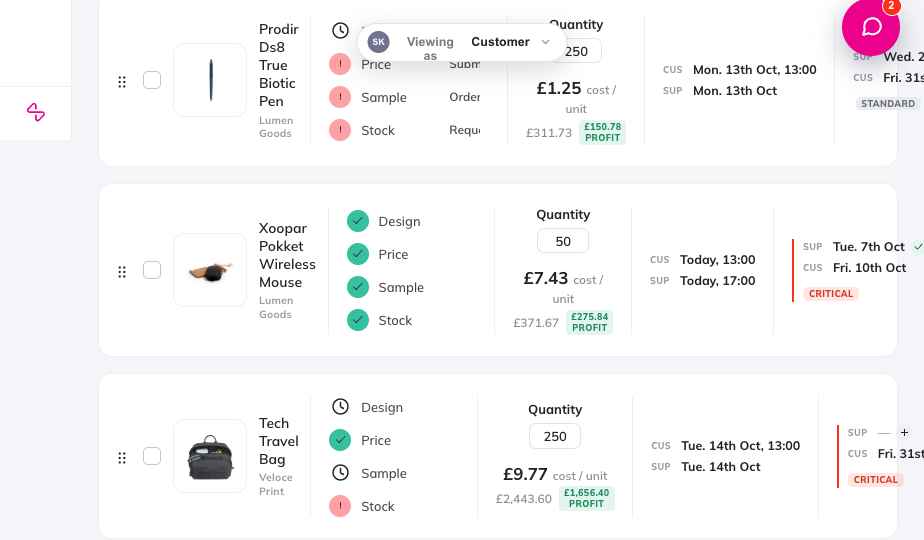 2
SK
Viewing as
Customer
Prodir
Ds8
True
Biotic
Pen
Lumen
Goods
Price
Sample
Order
Stock
Quantity
250
£1.25 cost /
unit
£311.73
£150.78
PROFIT
CUS Mon. 13th Oct, 13:00
SUP Mon. 13th Oct
SUP Wed. 2
CUS Fri. 31s
STANDARD
Xoopar
Pokket
Wireless
Mouse
Lumen
Goods
Design
Price
Sample
Stock
Quantity
50
£7.43 cost /
unit
£371.67
£275.84
PROFIT
CUS Today, 13:00
SUP Today, 17:00
SUP Tue. 7th Oct
CUS Fri. 10th Oct
CRITICAL
Tech
Travel
Bag
Veloce
Print
Design
Price
Sample
Stock
Quantity
250
£9.77 cost / unit
£2,443.60
£1,656.40
PROFIT
CUS Tue. 14th Oct, 13:00
SUP Tue. 14th Oct
SUP — +
CUS Fri. 31st
CRITICAL